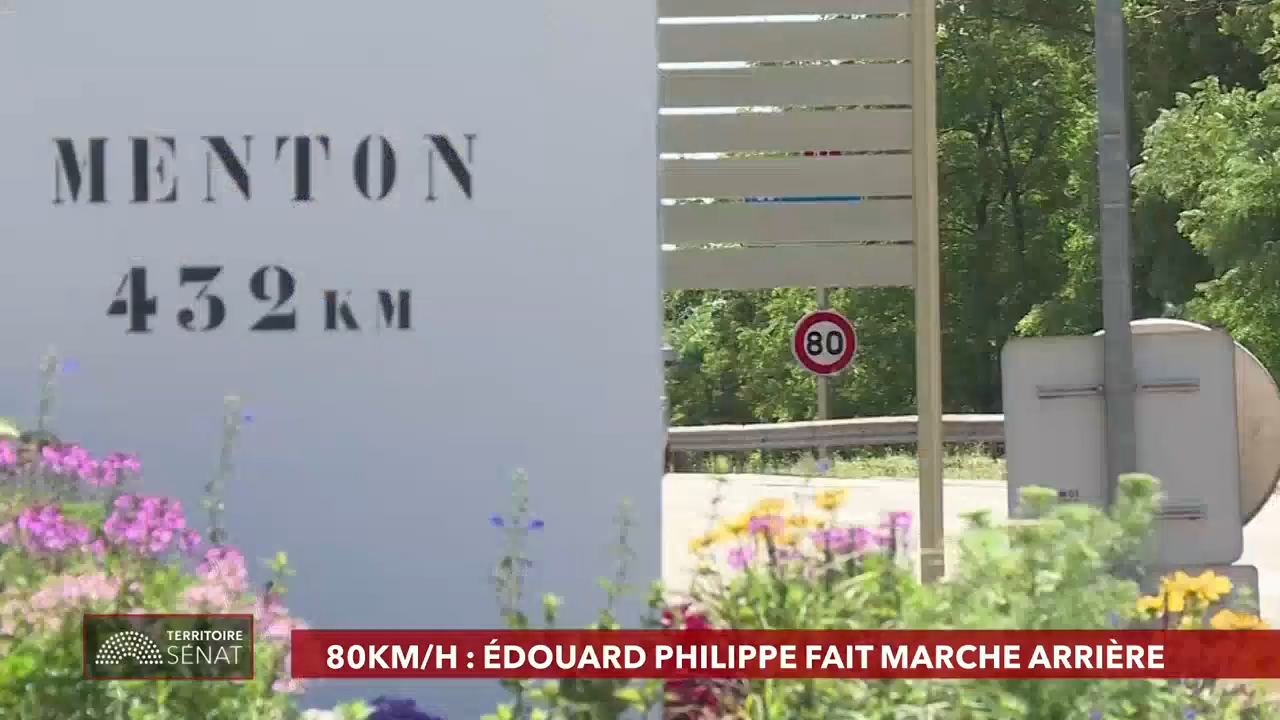 MENTON
432 KM
80
TERRITOIRE
SÉNAT
80KM/H : ÉDOUARD PHILIPPE FAIT MARCHE ARRIÈRE